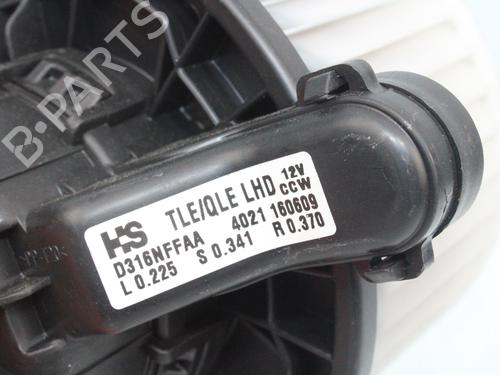 B-PARTS
HS TLE/QLE LHD 12V
CCW
D316NFFAA 4021 160609
L 0.225 S 0.341 R 0.370